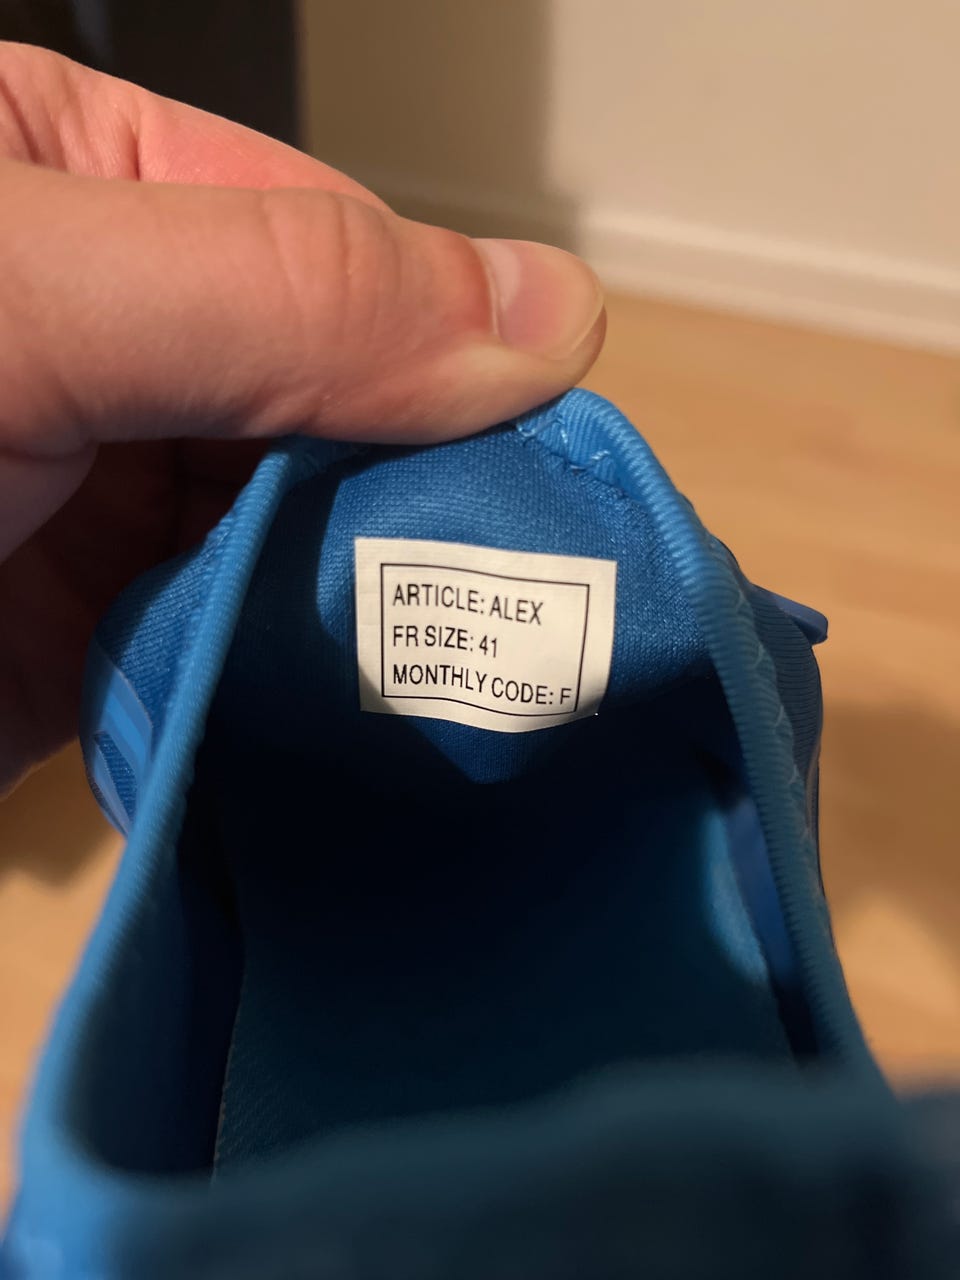 ARTICLE: ALEX
FR SIZE: 41
MONTHLY CODE: F